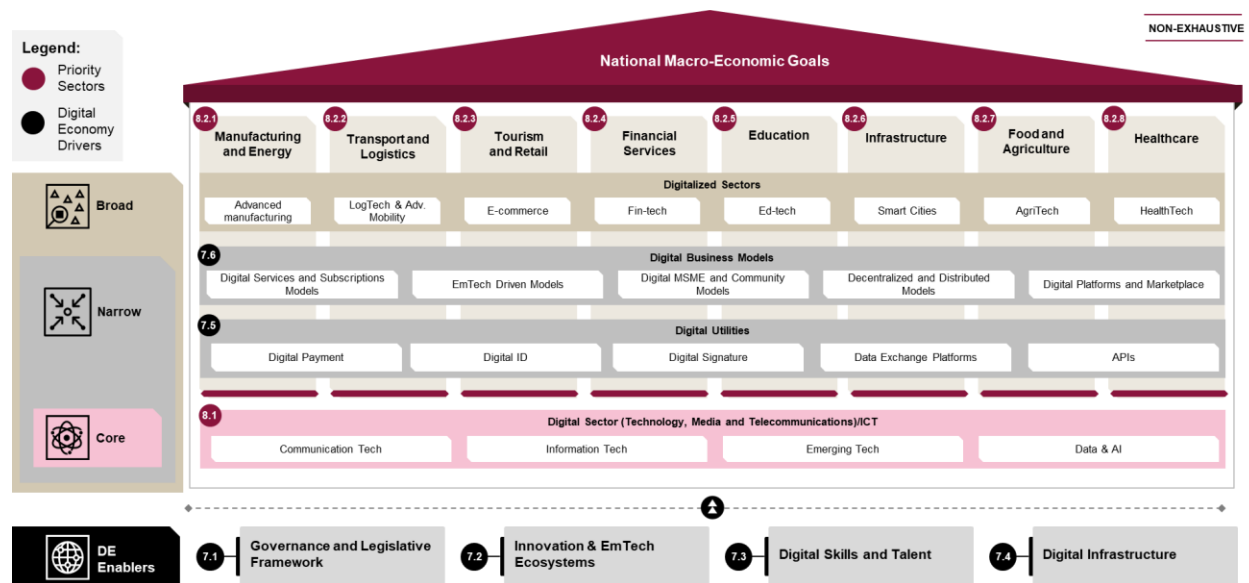 NON-EXHAUSTIVE
Legend:
Priority
Sectors
Digital
Economy
Drivers
National Macro-Economic Goals
8.2.1
Manufacturing
and Energy
8.2.2
Transport and
Logistics
8.2.3
Tourism
and Retail
8.2.4
Financial
Services
8.2.5
Education
8.2.6
Infrastructure
8.2.7
Food and
Agriculture
8.2.8
Healthcare
Broad
Digitalized Sectors
Advanced
manufacturing
LogTech & Adv.
Mobility
E-commerce
Fin-tech
Ed-tech
Smart Cities
AgriTech
HealthTech
Narrow
7.6
Digital Business Models
Digital Services and Subscriptions
Models
EmTech Driven Models
Digital MSME and Community
Models
Decentralized and Distributed
Models
Digital Platforms and Marketplace
7.5
Digital Utilities
Digital Payment
Digital ID
Digital Signature
Data Exchange Platforms
APIs
Core
8.1
Digital Sector (Technology, Media and Telecommunications)/ICT
Communication Tech
Information Tech
Emerging Tech
Data & AI
DE
Enablers
7.1
Governance and Legislative
Framework
7.2
Innovation & EmTech
Ecosystems
7.3
Digital Skills and Talent
7.4
Digital Infrastructure